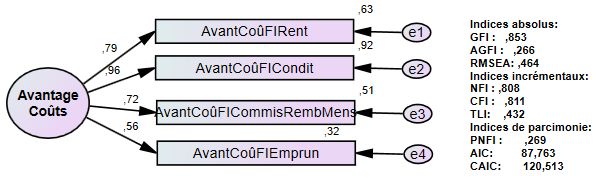 ,63
AvantCoûFIRent
e1
,79
,92
AvantCoûFICondit
e2
,96
Avantage
Coûts
,51
AvantCoûFICommisRembMens
e3
,72
,32
AvantCoûFIEmprun
e4
,56
Indices absolus:
GFI : ,853
AGFI : ,266
RMSEA: ,464
Indices incrémentaux:
NFI : ,808
CFI : ,811
TLI: ,432
Indices de parcimonie:
PNFI : ,269
AIC: 87,763
CAIC: 120,513